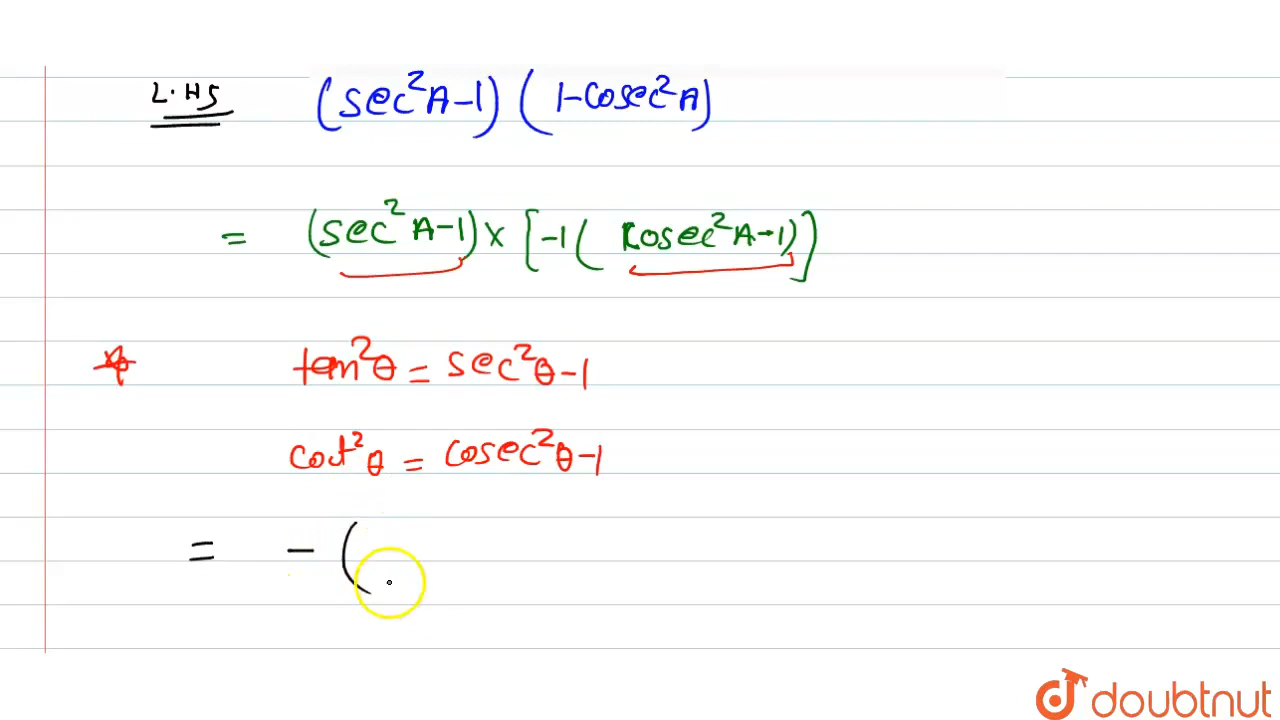 L.HS (sec²A-1) (1-cosec²A)
= (sec²A-1) × [-1( cosec²A-1)]
tan²θ = sec²θ-1
cot²θ = cosec²θ-1
= - (
doubtnut